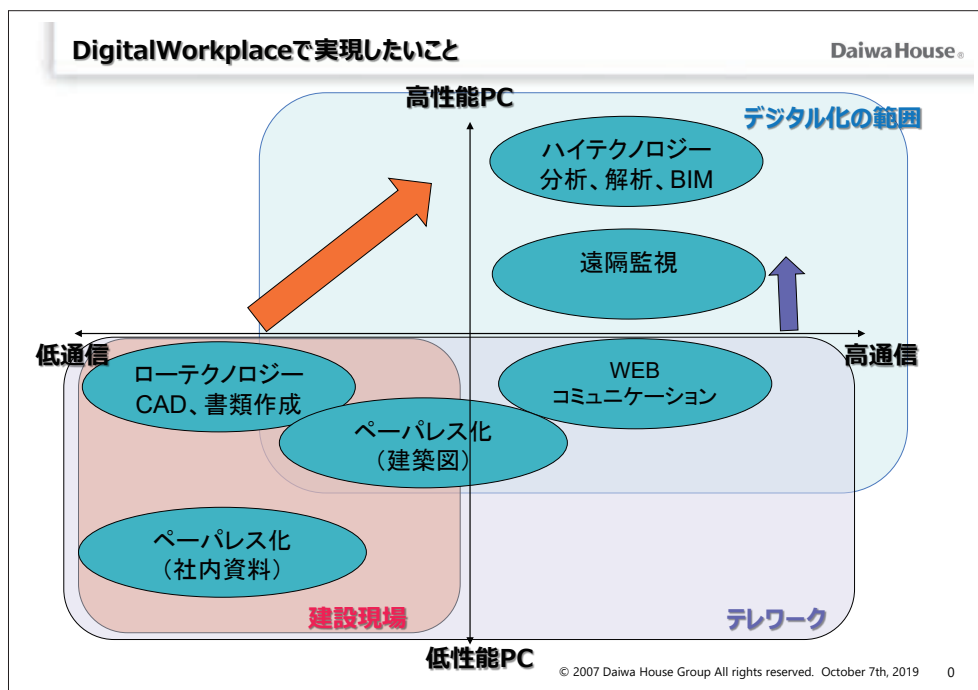 DigitalWorkplaceで実現したいこと
DaiwaHouse®
高性能PC
デジタル化の範囲
ハイテクノロジー
分析、解析、BIM
遠隔監視
低通信
高通信
ローテクノロジー
CAD、書類作成
WEB
コミュニケーション
ペーパレス化
（建築図）
ペーパレス化
（社内資料）
建設現場
テレワーク
低性能PC
© 2007 Daiwa House Group All rights reserved. October 7th, 2019 0